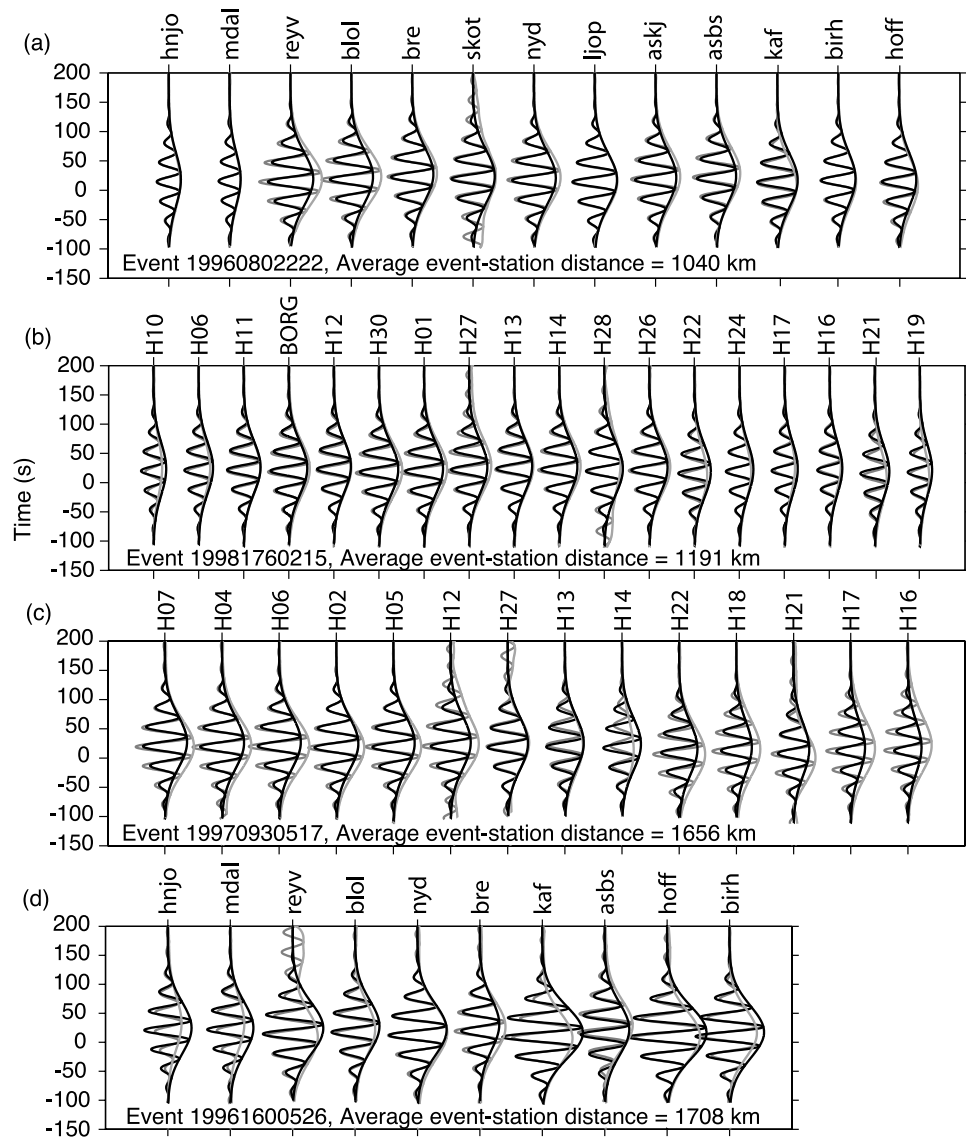 (a)
hnjo mdal reyv blol bre skot nyd ljop askj asbs kaf birh hoff
200
150
100
50
0
-50
-100
-150
Event 19960802222, Average event-station distance = 1040 km
(b)
H10 H06 H11 BORG H12 H30 H01 H27 H13 H14 H28 H26 H22 H24 H17 H16 H21 H19
Time (s)
200
150
100
50
0
-50
-100
-150
Event 19981760215, Average event-station distance = 1191 km
(c)
H07 H04 H06 H02 H05 H12 H27 H13 H14 H22 H18 H21 H17 H16
200
150
100
50
0
-50
-100
-150
Event 19970930517, Average event-station distance = 1656 km
(d)
hnjo mdal reyv blol nyd bre kaf asbs hoff birh
200
150
100
50
0
-50
-100
-150
Event 19961600526, Average event-station distance = 1708 km